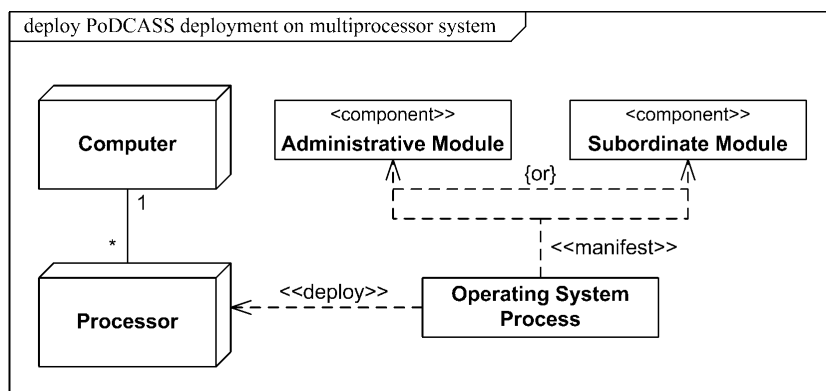 deploy PoDCASS deployment on multiprocessor system
<component>>
<component>>
Computer
Administrative Module
Subordinate Module
{or}
1
*
<<manifest>>
<<deploy>>
Operating System
Process
Processor